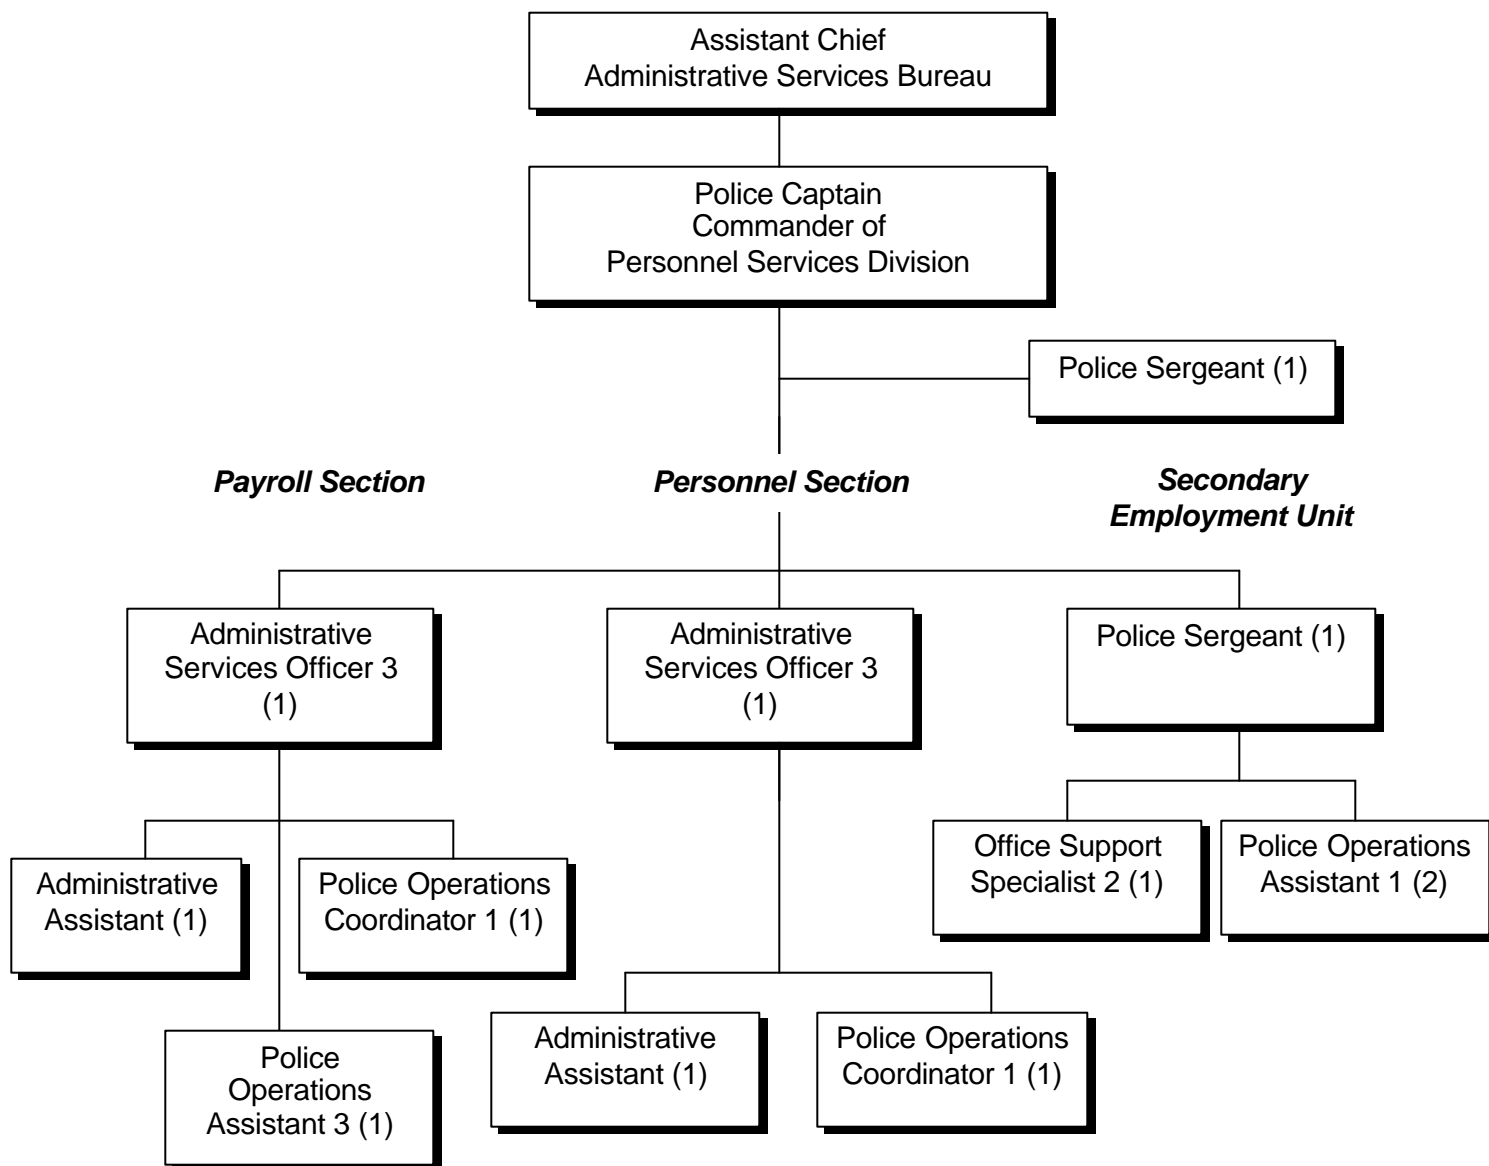 Assistant Chief
Administrative Services Bureau
Police Captain
Commander of
Personnel Services Division
Police Sergeant (1)
Payroll Section
Personnel Section
Secondary
Employment Unit
Administrative
Services Officer 3
(1)
Administrative
Services Officer 3
(1)
Police Sergeant (1)
Administrative
Assistant (1)
Police Operations
Coordinator 1 (1)
Police
Operations
Assistant 3 (1)
Administrative
Assistant (1)
Police Operations
Coordinator 1 (1)
Office Support
Specialist 2 (1)
Police Operations
Assistant 1 (2)